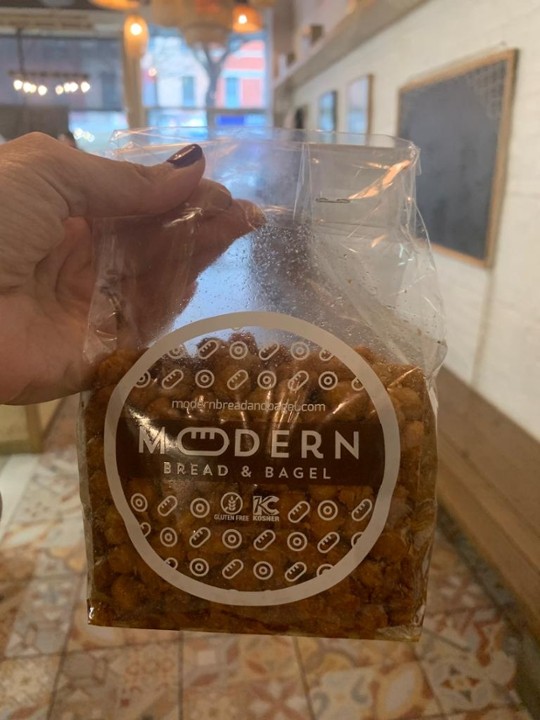 modernbreadandbagel.com
MODERN
BREAD & BAGEL
GLUTEN FREE
K
KOSHER